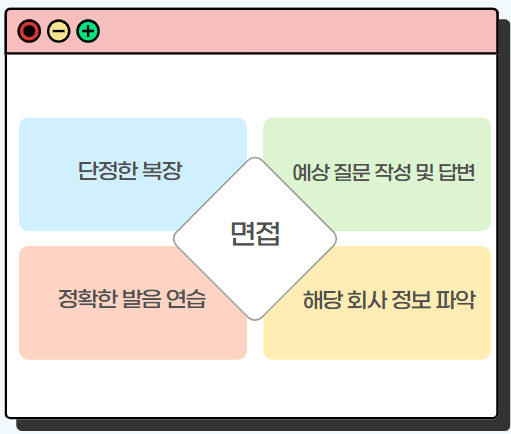 단정한 복장
예상 질문 작성 및 답변
면접
정확한 발음 연습
해당 회사 정보 파악